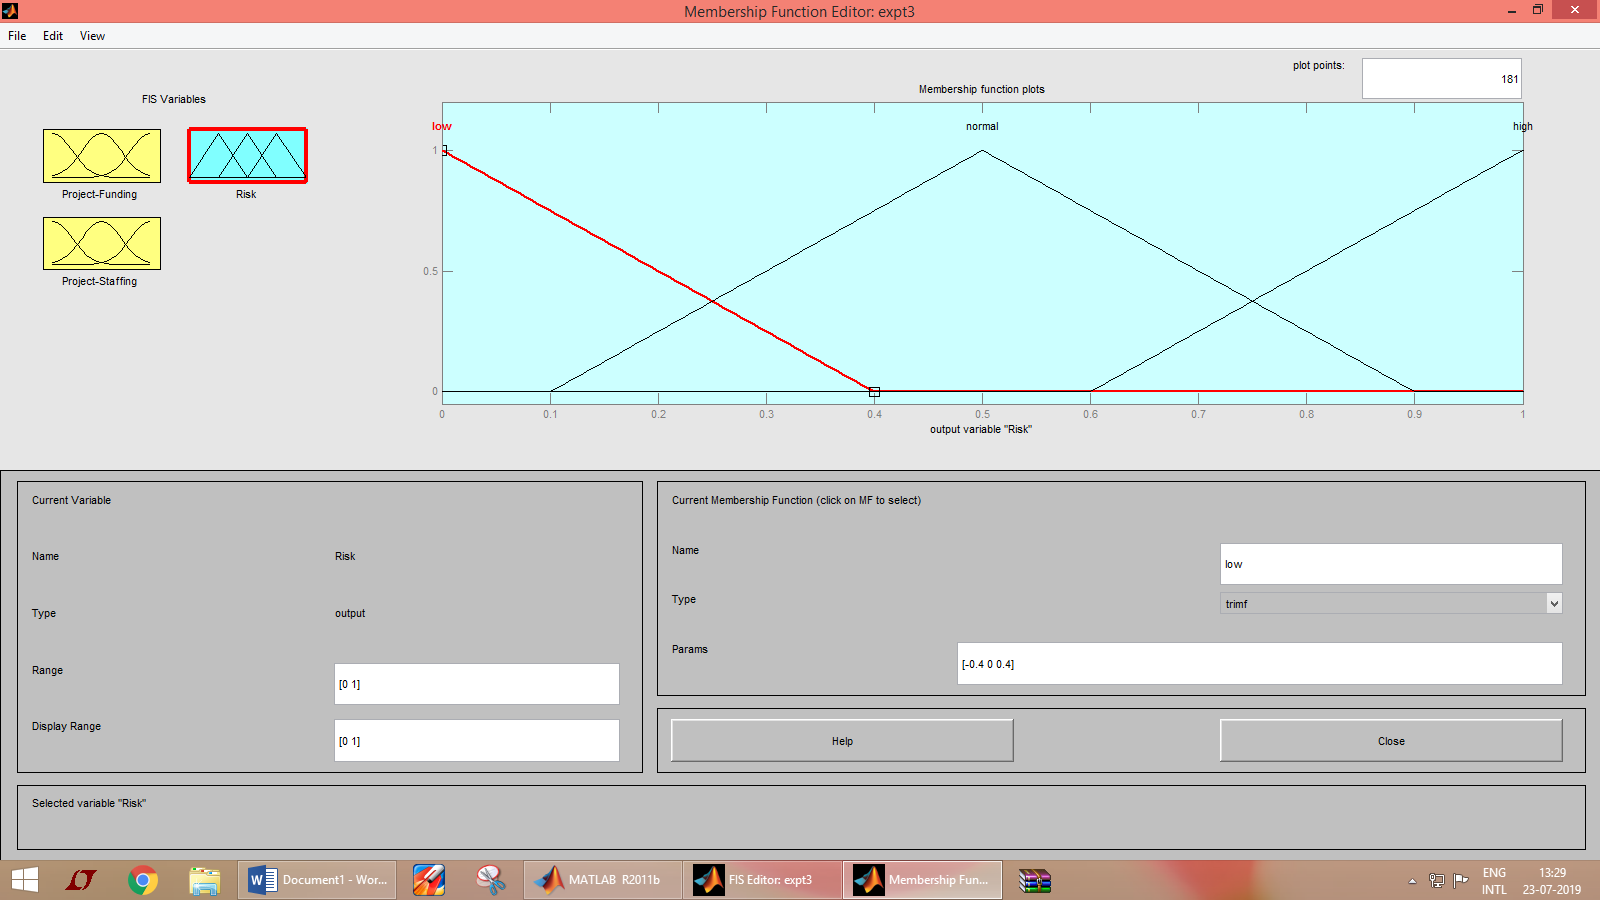 Membership Function Editor: expt3
File Edit View
plot points:
181
FIS Variables
Membership function plots
Project-Funding
Risk
Project-Staffing
low
normal
high
1
0.5
0
0 0.1 0.2 0.3 0.4 0.5 0.6 0.7 0.8 0.9 1
output variable "Risk"
Current Variable
Name Risk
Type output
Range [0 1]
Display Range [0 1]
Current Membership Function (click on MF to select)
Name low
Type trimf
Params [-0.4 0 0.4]
Help
Close
Selected variable "Risk"
Document1 - Wor...
MATLAB R2011b
FIS Editor: expt3
Membership Fun...
ENG
INTL
13:29
23-07-2019